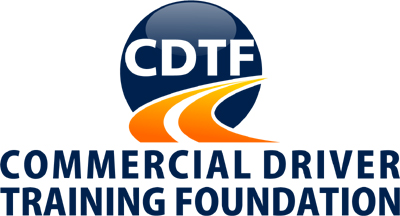 CDTF
COMMERCIAL DRIVER
TRAINING FOUNDATION